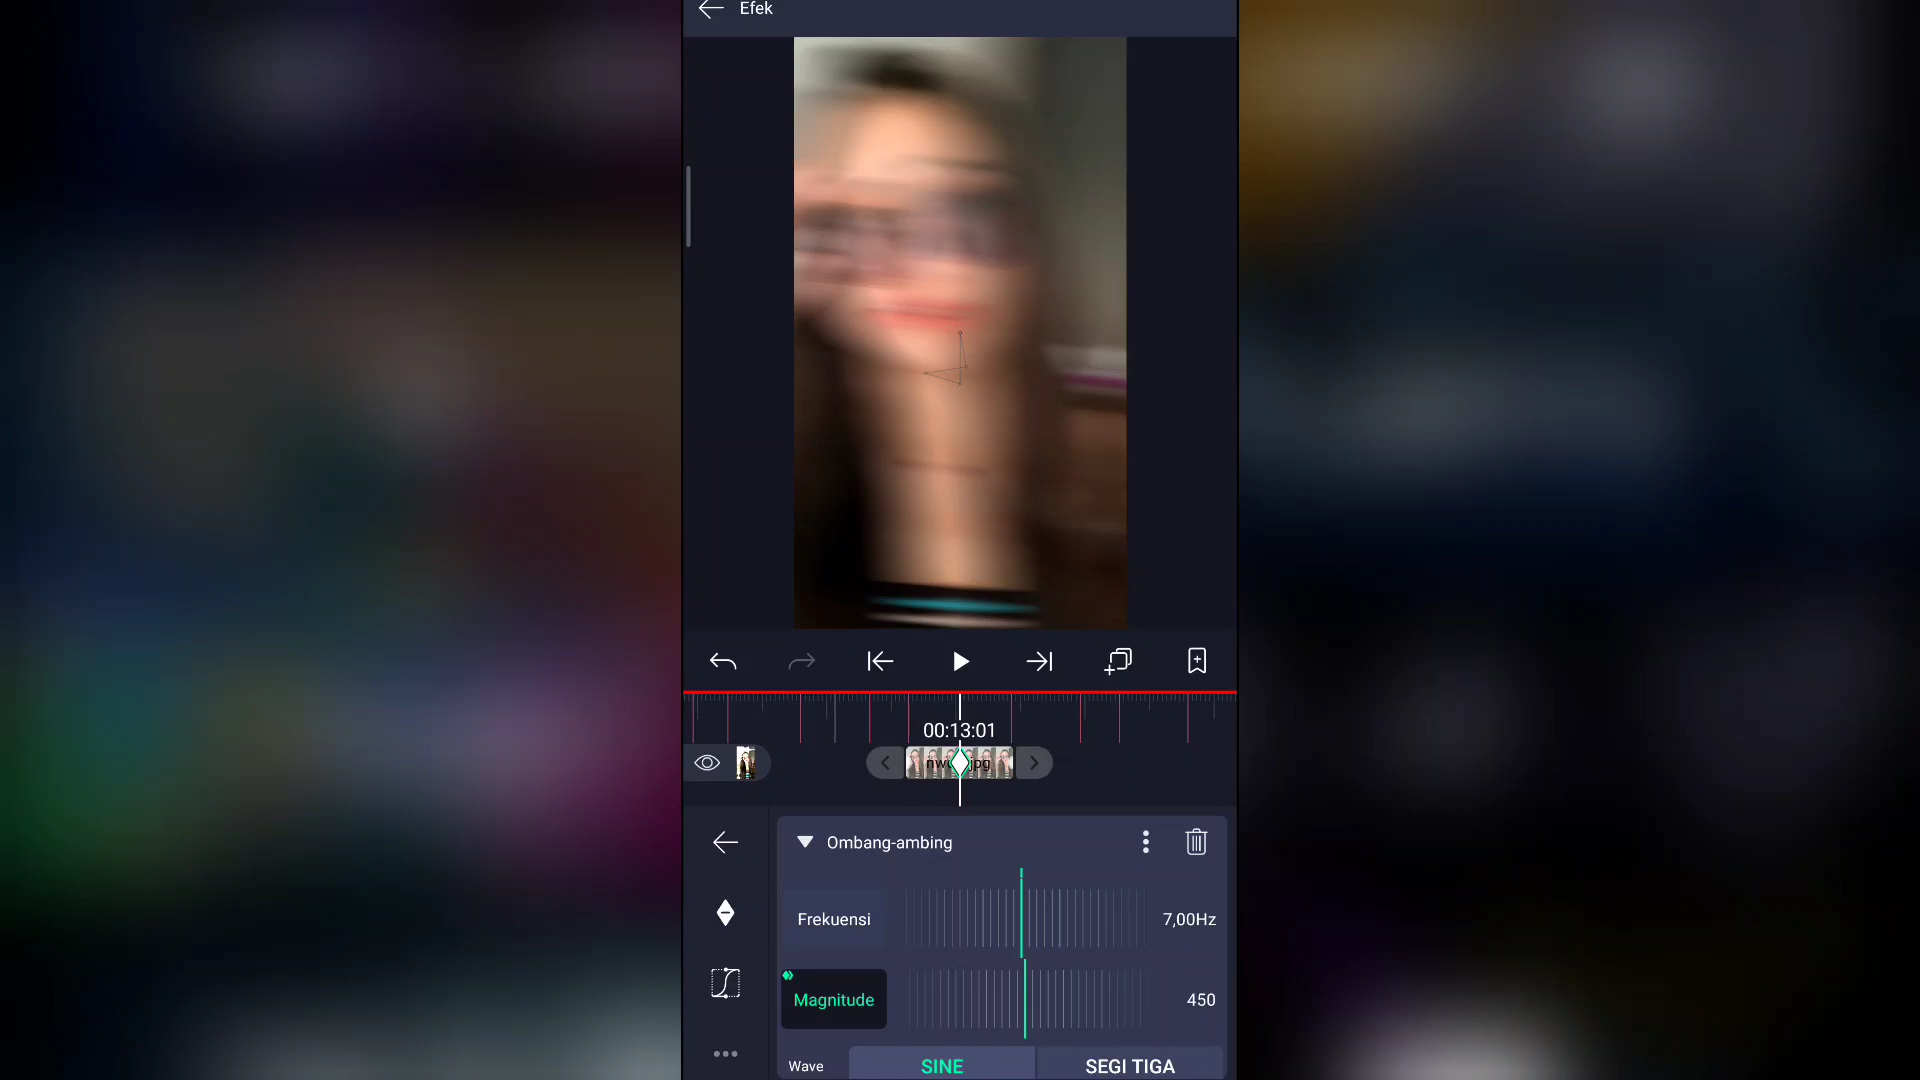 Efek
00:13:01
Ombang-ambing
Frekuensi
7,00Hz
Magnitude
450
Wave
SINE
SEGI TIGA